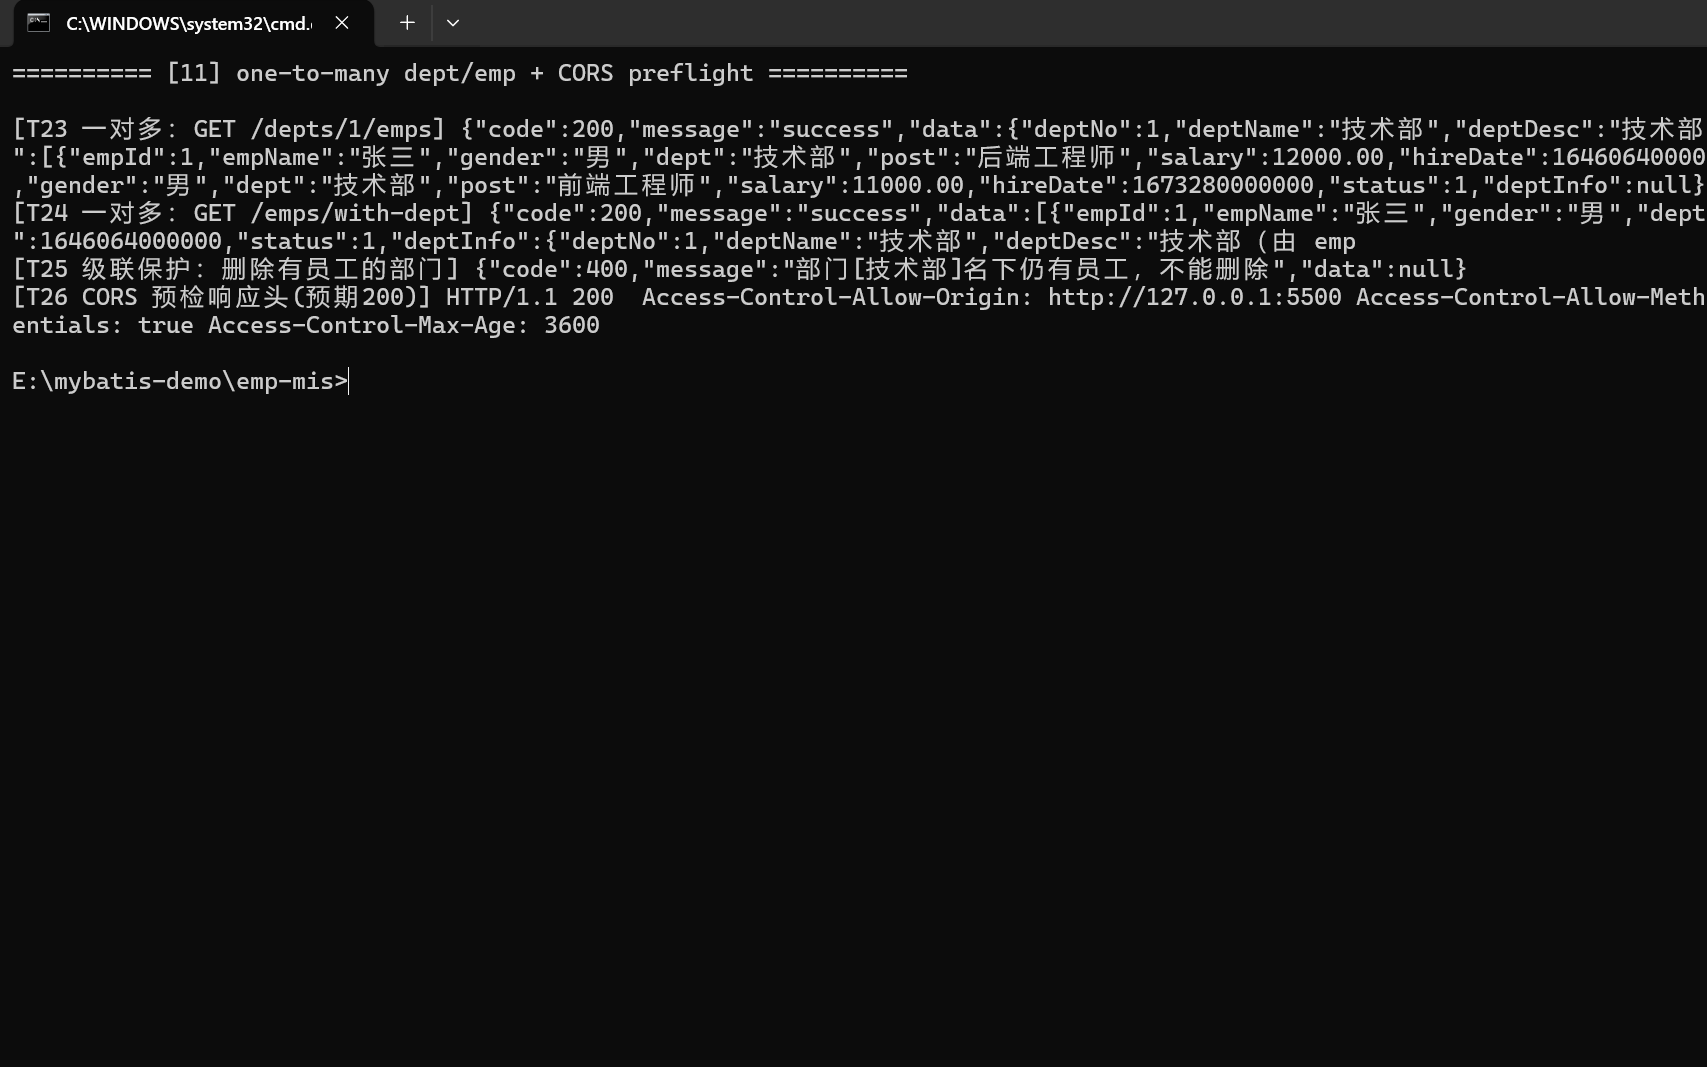 C:\WINDOWS\system32\cmd.
========== [11] one-to-many dept/emp + CORS preflight ==========
[T23 一对多: GET /depts/1/emps] {"code":200,"message":"success","data":{"deptNo":1,"deptName":"技术部","deptDesc":"技术部
":[{"empId":1,"empName":"张三","gender":"男","dept":"技术部","post":"后端工程师","salary":12000.00,"hireDate":16460640000
,"gender":"男","dept":"技术部","post":"前端工程师","salary":11000.00,"hireDate":1673280000000,"status":1,"deptInfo":null}
[T24 一对多: GET /emps/with-dept] {"code":200,"message":"success","data":[{"empId":1,"empName":"张三","gender":"男","dept
":1646064000000,"status":1,"deptInfo":{"deptNo":1,"deptName":"技术部","deptDesc":"技术部（由 emp
[T25 级联保护: 删除有员工的部门] {"code":400,"message":"部门[技术部]名下仍有员工，不能删除","data":null}
[T26 CORS 预检响应头(预期200)] HTTP/1.1 200  Access-Control-Allow-Origin: http://127.0.0.1:5500 Access-Control-Allow-Meth
entials: true Access-Control-Max-Age: 3600
E:\mybatis-demo\emp-mis>